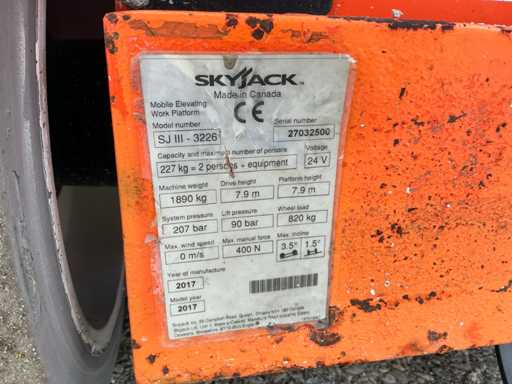 SKYJACK
Made in Canada
Mobile Elevating
Work Platform
CE
Model number
Serial number
SJ III - 3226
27032500
Capacity and maximum number of persons
Voltage
227 kg = 2 persons + equipment
24 V
Machine weight
Drive height
Platform height
1890 kg
7.9 m
7.9 m
System pressure
Lift pressure
Wheel load
207 bar
90 bar
820 kg
Max. wind speed
Max. manual force
Max. incline
0 m/s
400 N
3.5°
1.5°
Year of manufacture
2017
Model year
2017